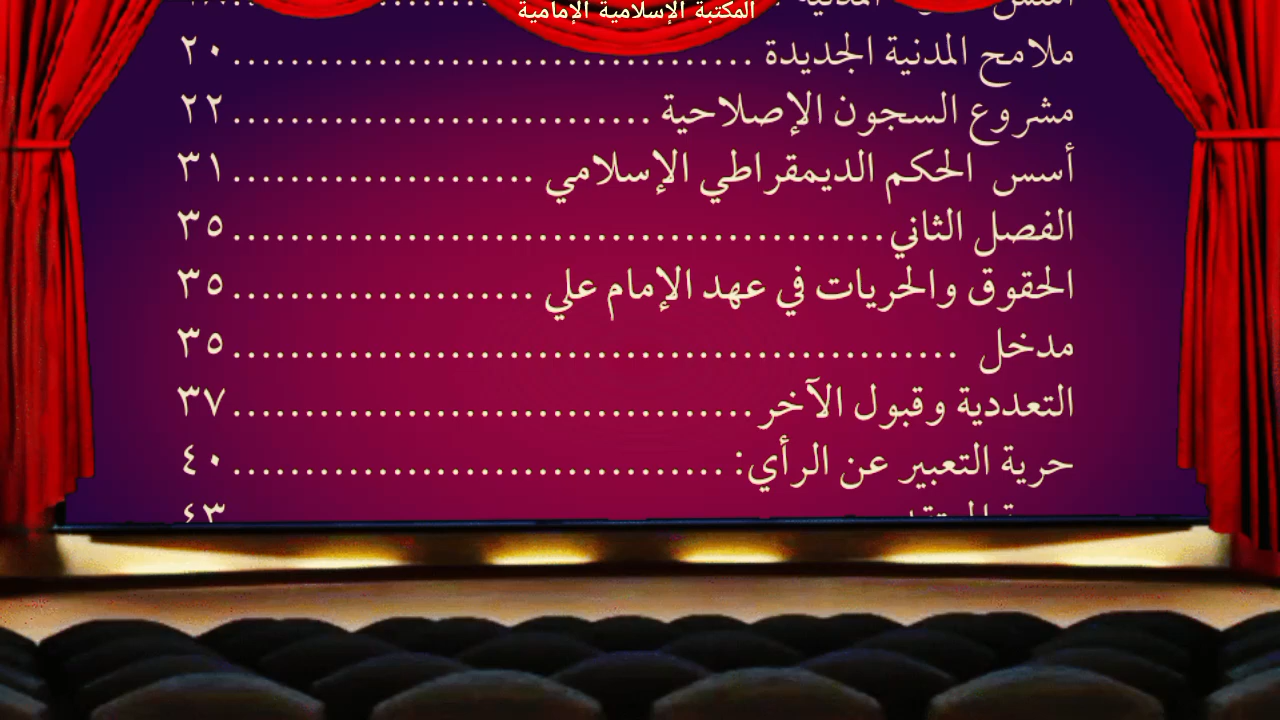 المكتبة الإسلامية الإمامية
ملامح المدنية الجديدة ........................................ ٢٠
مشروع السجون الإصلاحية ............................. ٢٢
أسس الحكم الديمقراطي الإسلامي ..................... ٣١
الفصل الثاني ............................................. ٣٥
الحقوق والحريات في عهد الإمام علي ..................... ٣٥
مدخل .................................................. ٣٥
التعددية وقبول الآخر .................................... ٣٧
حرية التعبير عن الرأي: .................................. ٤٠
٤٣